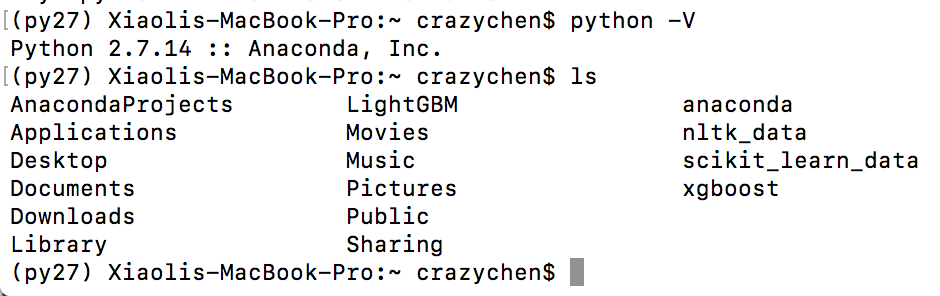 [(py27) Xiaolis-MacBook-Pro:~ crazychen$ python -V
Python 2.7.14 :: Anaconda, Inc.
[(py27) Xiaolis-MacBook-Pro:~ crazychen$ ls
AnacondaProjects LightGBM anaconda
Applications Movies nltk_data
Desktop Music scikit_learn_data
Documents Pictures xgboost
Downloads Public
Library Sharing
(py27) Xiaolis-MacBook-Pro:~ crazychen$